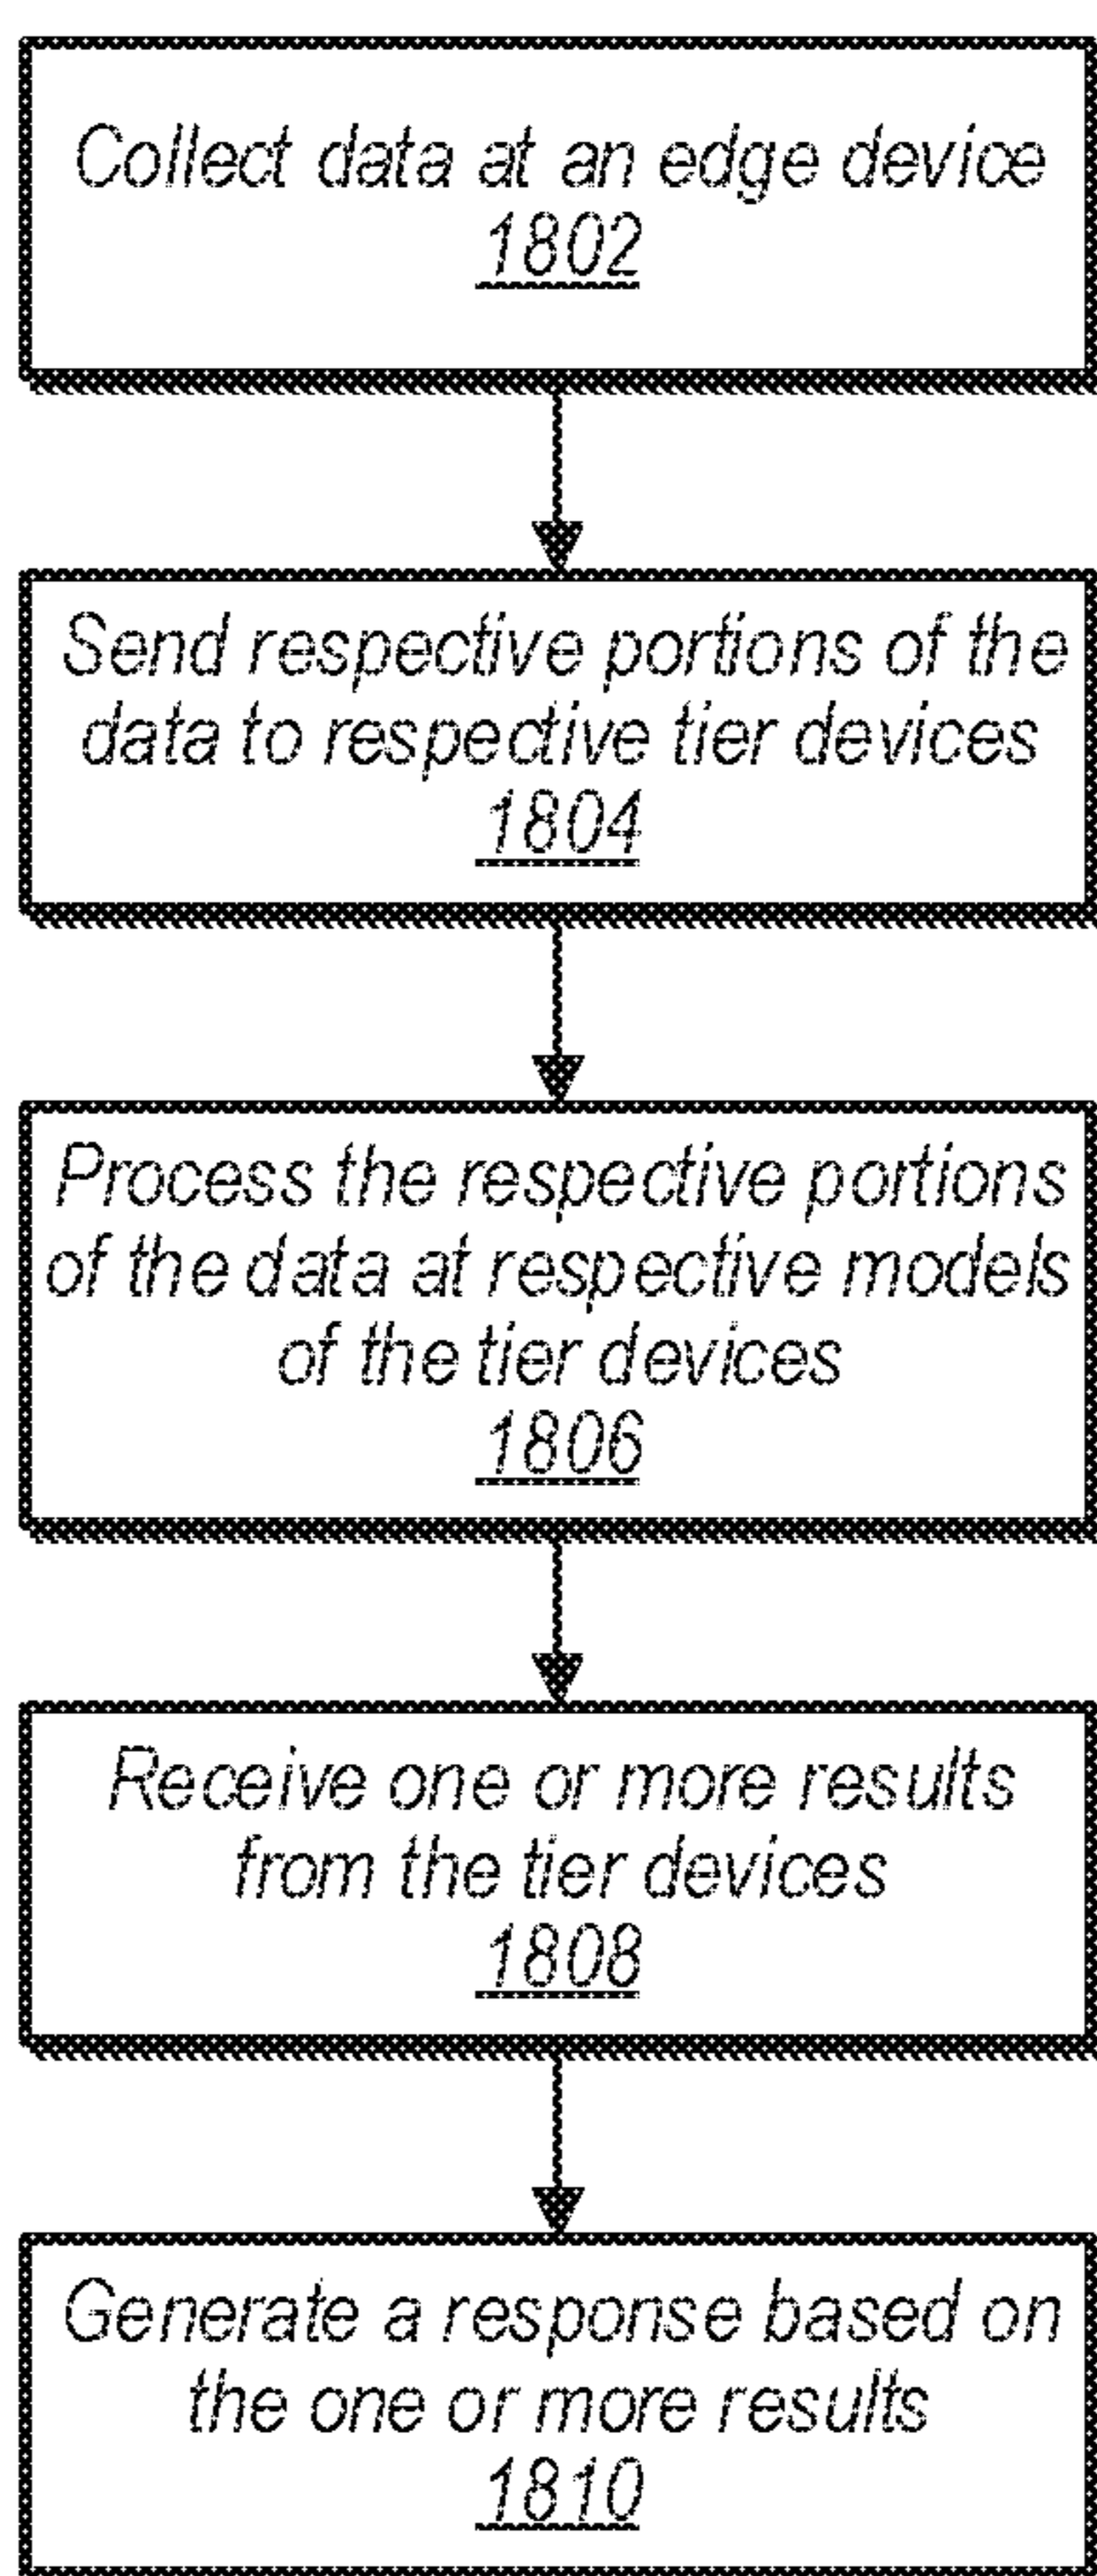 Collect data at an edge device
1802
Send respective portions of the
data to respective tier devices
1804
Process the respective portions
of the data at respective models
of the tier devices
1806
Receive one or more results
from the tier devices
1808
Generate a response based on
the one or more results
1810